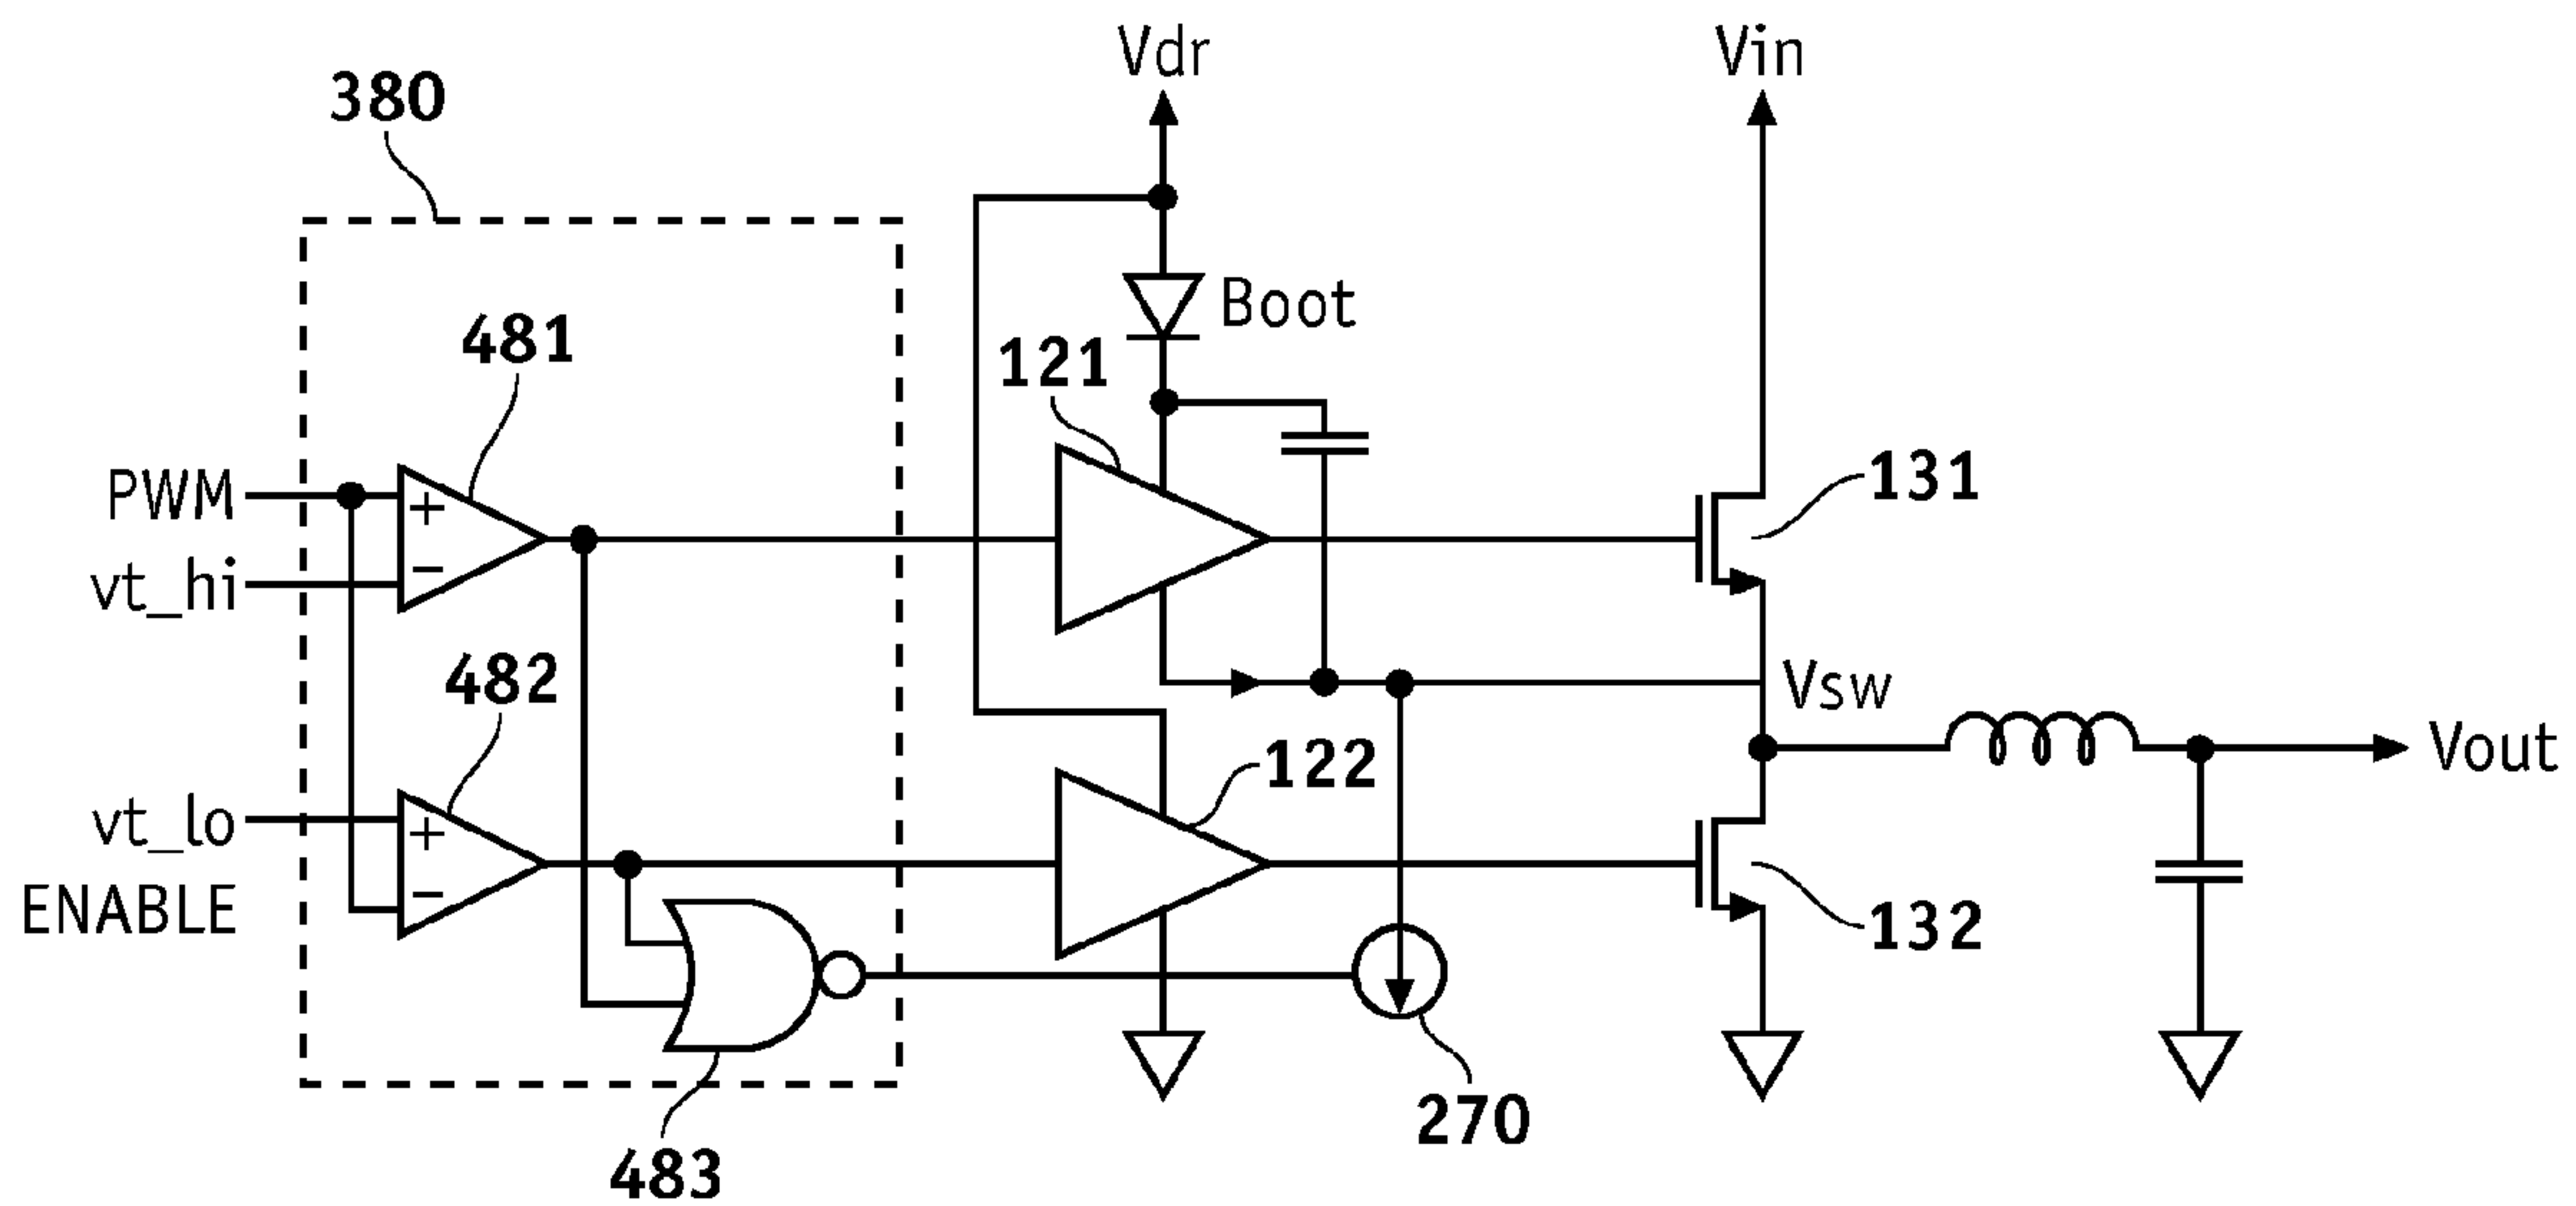 Vdr
Vin
380
Boot
481
121
131
PWM
+
−
vt_hi
482
Vsw
122
Vout
vt_lo
+
−
ENABLE
132
270
483